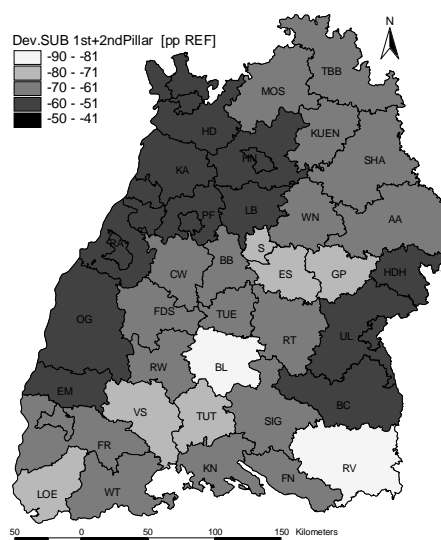 N
Dev.SUB 1st+2ndPillar [pp REF]
-90 - -81
-80 - -71
-70 - -61
-60 - -51
-50 - -41
TBB
MOS
HD
KUEN
HN
SHA
KA
LB
PF
WN
AA
RA
S
BB
CW
ES
GP
HDH
OG
FDS
TUE
RT
UL
RW
BL
EM
BC
VS
TUT
SIG
FR
KN
FN
RV
LOE
WT
50 0 50 100 150 Kilometers